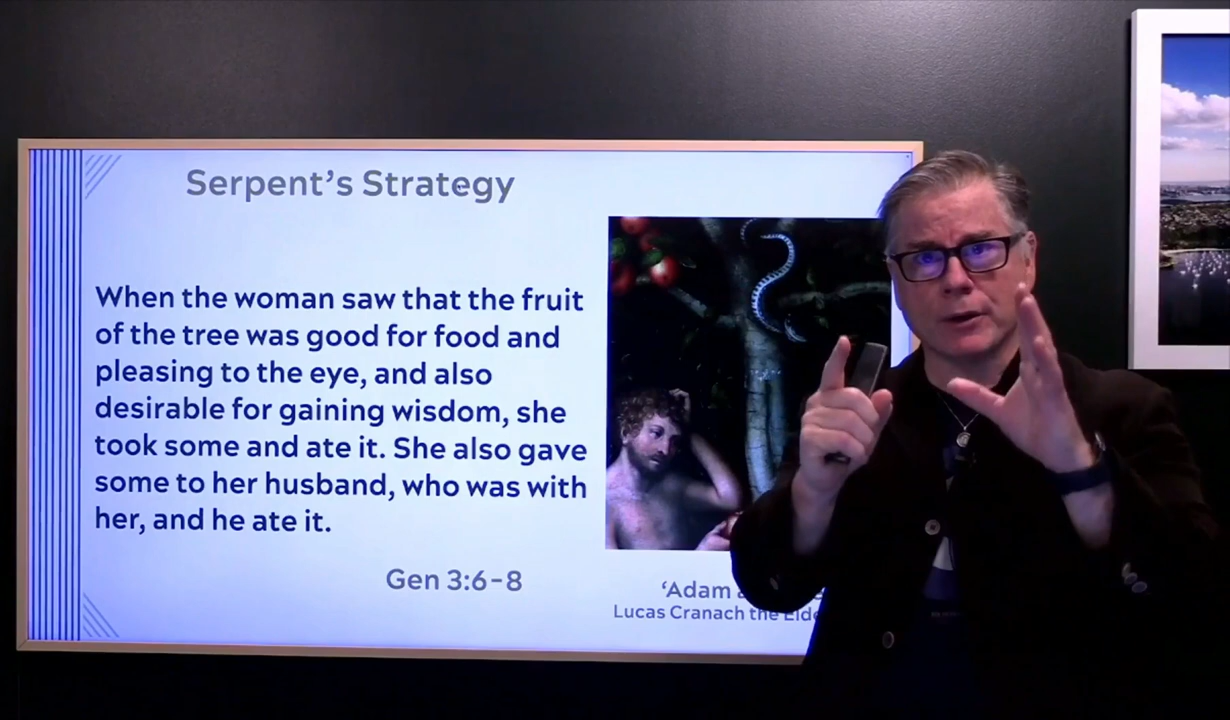 Serpent’s Strategy
When the woman saw that the fruit
of the tree was good for food and
pleasing to the eye, and also
desirable for gaining wisdom, she
took some and ate it. She also gave
some to her husband, who was with
her, and he ate it.
Gen 3:6-8
‘Adam
Lucas Cranach the